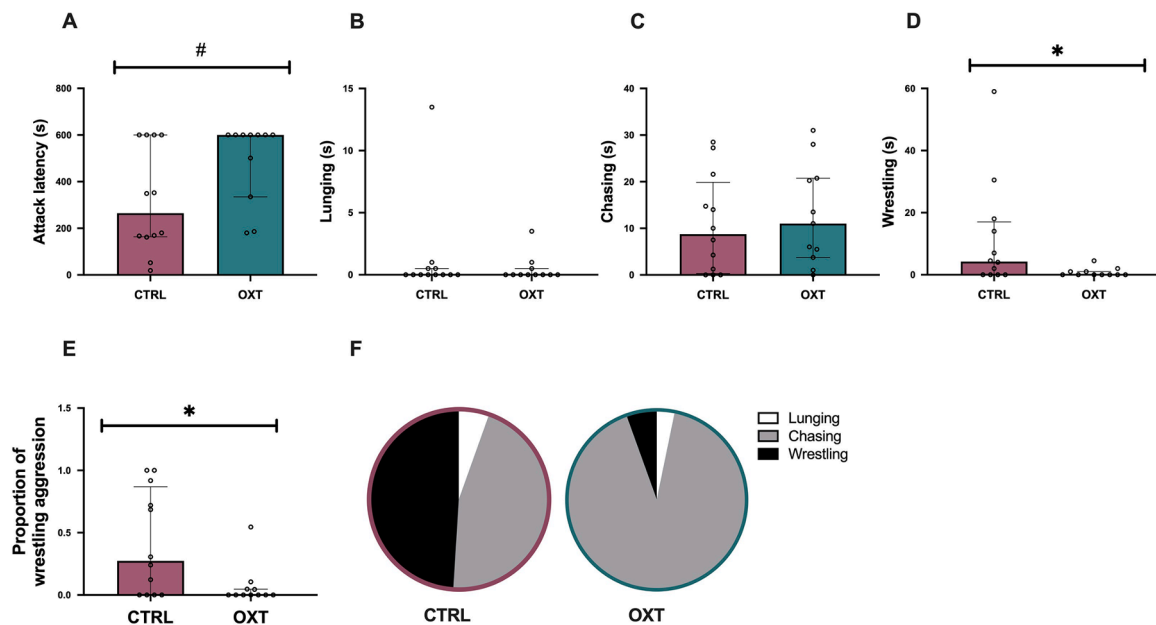 A
#
Attack latency (s)
800
600
400
200
0
CTRL OXT
B
Lunging (s)
15
10
5
0
CTRL OXT
C
Chasing (s)
40
30
20
10
0
CTRL OXT
D
*
Wrestling (s)
60
40
20
0
CTRL OXT
E
*
Proportion of
wrestling aggression
1.5
1.0
0.5
0.0
CTRL OXT
F
Lunging
Chasing
Wrestling
CTRL OXT